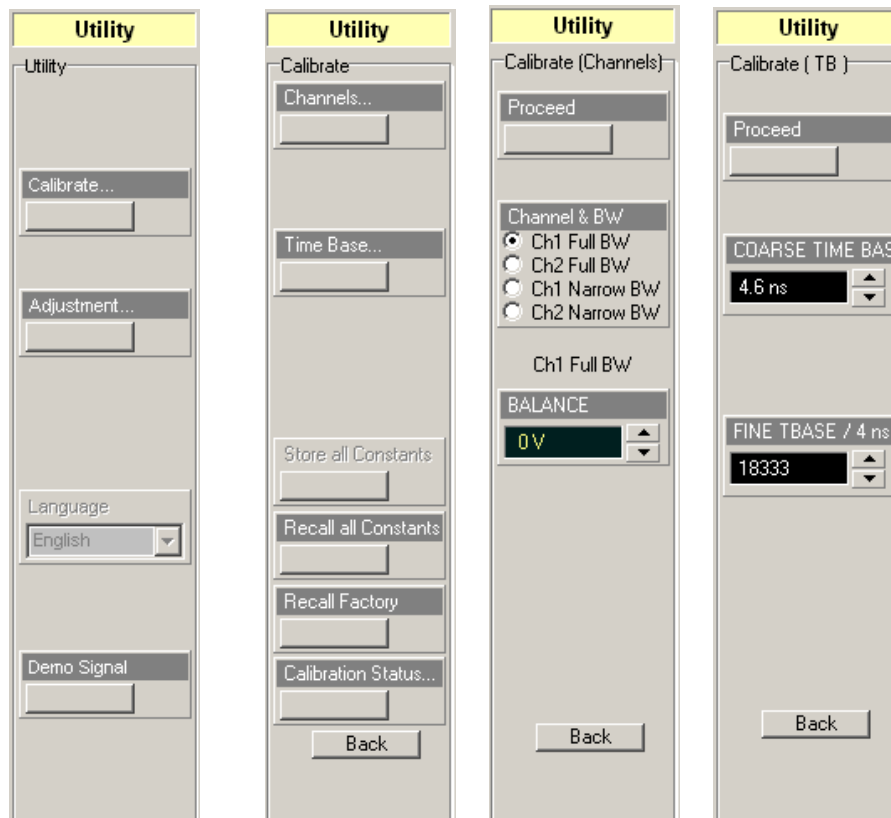 Utility
Utility
Calibrate...
Adjustment...
Language
English
Demo Signal
Utility
Calibrate
Channels...
Time Base...
Store all Constants
Recall all Constants
Recall Factory
Calibration Status...
Back
Utility
Calibrate (Channels)
Proceed
Channel & BW
Ch1 Full BW
Ch2 Full BW
Ch1 Narrow BW
Ch2 Narrow BW
Ch1 Full BW
BALANCE
0 V
Back
Utility
Calibrate ( TB )
Proceed
COARSE TIME BAS
4.6 ns
FINE TBASE / 4 ns
18333
Back